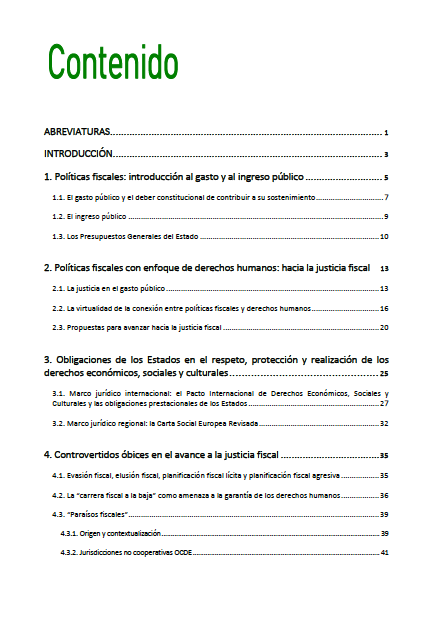 Contenido
ABREVIATURAS 1
INTRODUCCIÓN 3
1. Políticas fiscales: introducción al gasto y al ingreso público 5
1.1. El gasto público y el deber constitucional de contribuir a su sostenimiento 7
1.2. El ingreso público 9
1.3. Los Presupuestos Generales del Estado 10
2. Políticas fiscales con enfoque de derechos humanos: hacia la justicia fiscal 13
2.1. La justicia en el gasto público 13
2.2. La virtualidad de la conexión entre políticas fiscales y derechos humanos 16
2.3. Propuestas para avanzar hacia la justicia fiscal 20
3. Obligaciones de los Estados en el respeto, protección y realización de los
derechos económicos, sociales y culturales 25
3.1. Marco jurídico internacional: el Pacto Internacional de Derechos Económicos, Sociales y
Culturales y las obligaciones prestacionales de los Estados 27
3.2. Marco jurídico regional: la Carta Social Europea Revisada 32
4. Controvertidos óbices en el avance a la justicia fiscal 35
4.1. Evasión fiscal, elusión fiscal, planificación fiscal lícita y planificación fiscal agresiva 35
4.2. La “carrera fiscal a la baja” como amenaza a la garantía de los derechos humanos 36
4.3. “Paraísos fiscales” 39
4.3.1. Origen y contextualización 39
4.3.2. Jurisdicciones no cooperativas OCDE 41